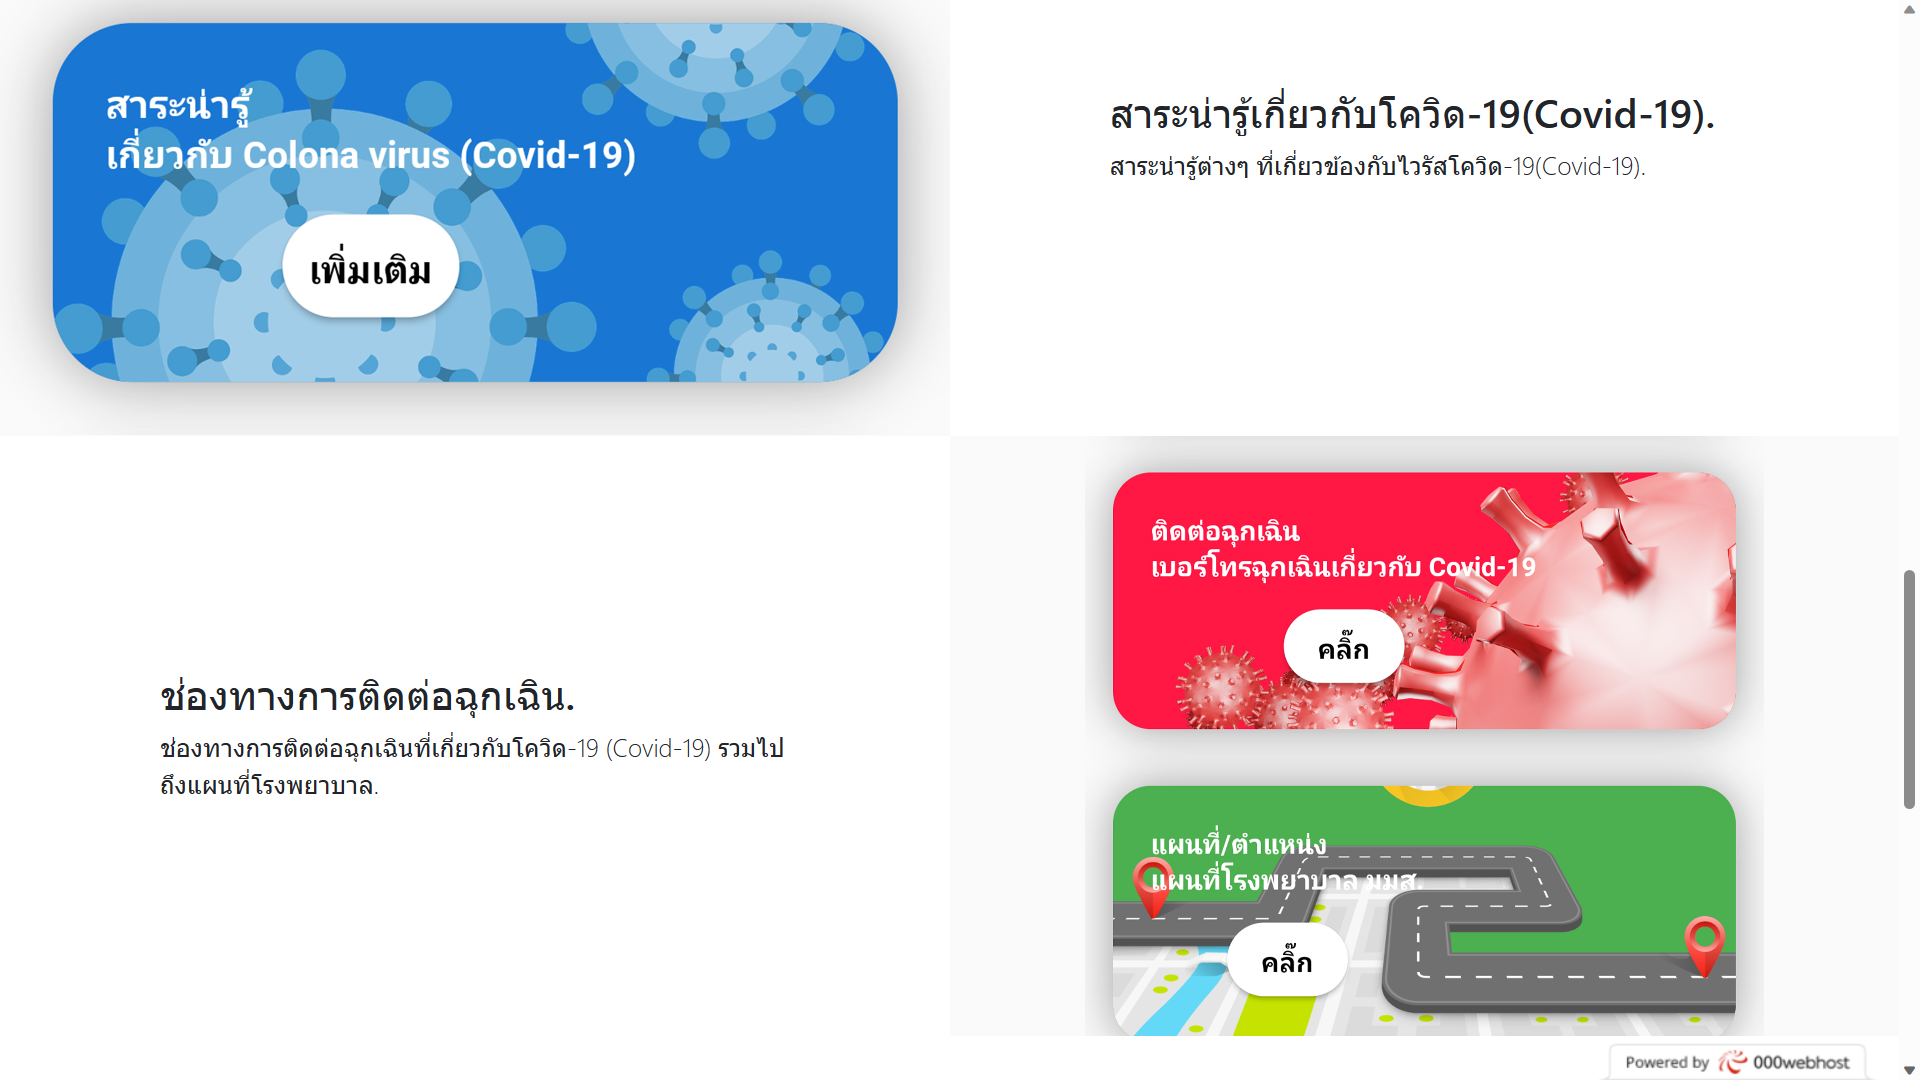 สาระน่ารู้
เกี่ยวกับ Colona virus (Covid-19)
เพิ่มเติม
สาระน่ารู้เกี่ยวกับโควิด-19(Covid-19).
สาระน่ารู้ต่างๆ ที่เกี่ยวข้องกับไวรัสโควิด-19(Covid-19).
ช่องทางการติดต่อฉุกเฉิน.
ช่องทางการติดต่อฉุกเฉินที่เกี่ยวกับโควิด-19 (Covid-19) รวมไป
ถึงแผนที่โรงพยาบาล.
ติดต่อฉุกเฉิน
เบอร์โทรฉุกเฉินเกี่ยวกับ Covid-19
คลิ๊ก
แผนที่/ตำแหน่ง
แผนที่โรงพยาบาล มมส.
คลิ๊ก
Powered by 000webhost